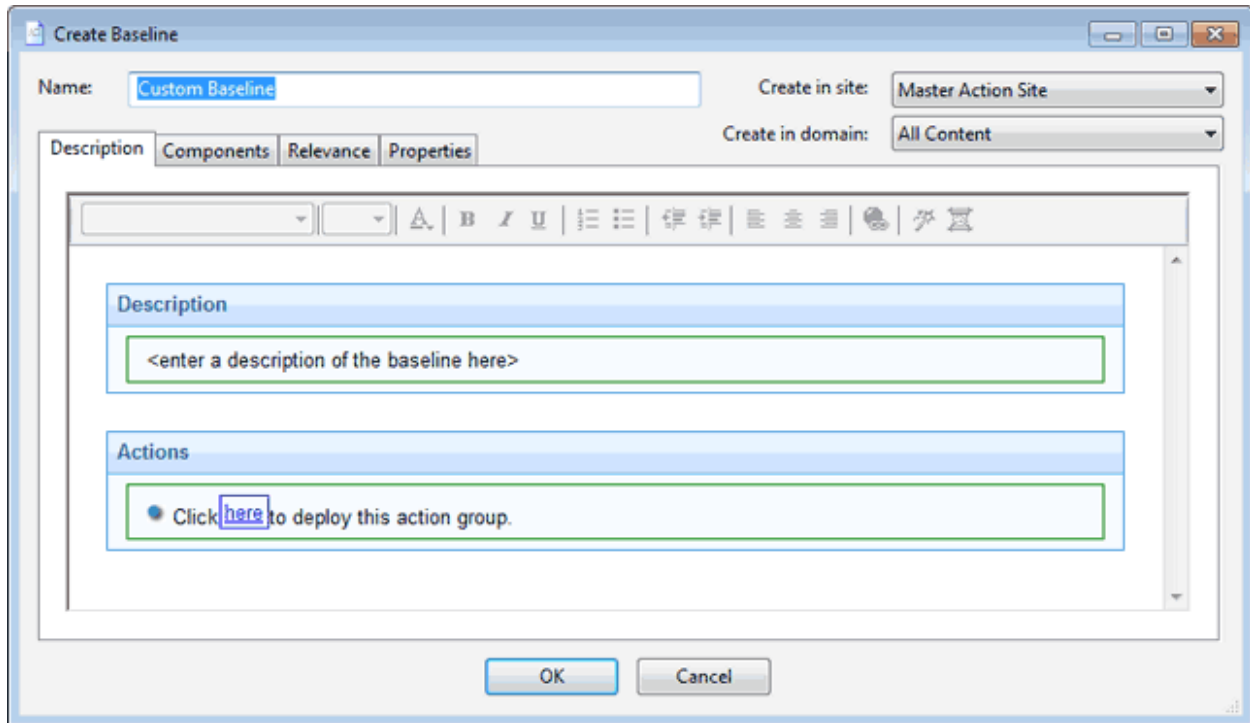 Create Baseline
Name: Custom Baseline Create in site: Master Action Site
Create in domain: All Content
Description Components Relevance Properties
A B I U
Description
<enter a description of the baseline here>
Actions
Click here to deploy this action group.
OK Cancel